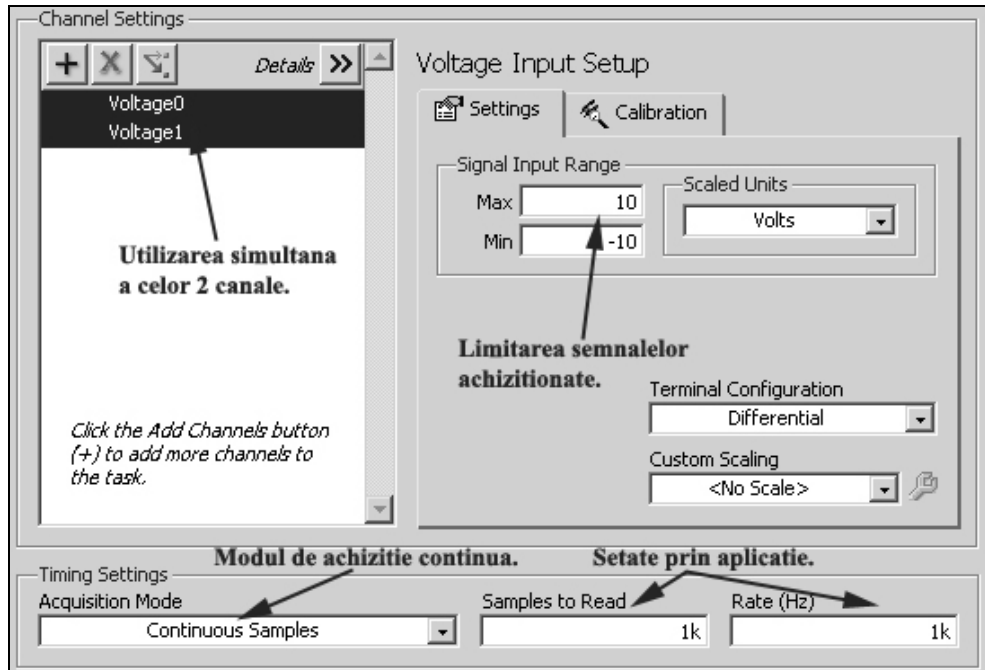 Channel Settings
Details
Voltage0
Voltage1
Utilizarea simultana
a celor 2 canale.
Click the Add Channels button
(+) to add more channels to
the task.
Voltage Input Setup
Settings
Calibration
Signal Input Range
Max 10
Min -10
Scaled Units
Volts
Limitarea semnalelor
achizitionate.
Terminal Configuration
Differential
Custom Scaling
<No Scale>
Modul de achizitie continua.
Setate prin aplicatie.
Timing Settings
Acquisition Mode
Continuous Samples
Samples to Read
1k
Rate (Hz)
1k